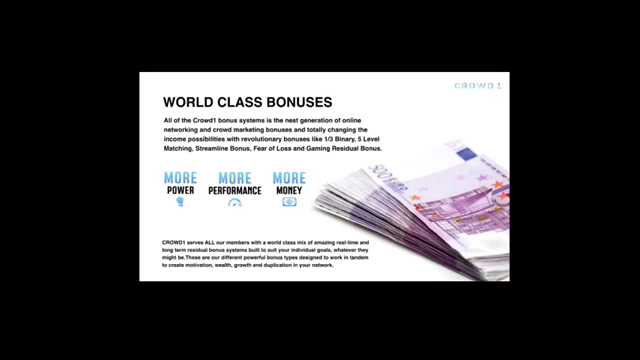 CROWD1
WORLD CLASS BONUSES
All of the Crowd1 bonus systems is the nest generation of online
networking and crowd marketing bonuses and totally changing the
income possibilities with revolutionary bonuses like 1/3 Binary, 5 Level
Matching, Streamline Bonus, Fear of Loss and Gaming Residual Bonus.
MORE MORE MORE
POWER PERFORMANCE MONEY
500
CROWD1 serves ALL our members with a world class mix of amazing real-time and
long term residual bonus systems built to suit your individual goals, whatever they
might be.These are our different powerful bonus types designed to work in tandem
to create motivation, wealth, growth and duplication in your network.